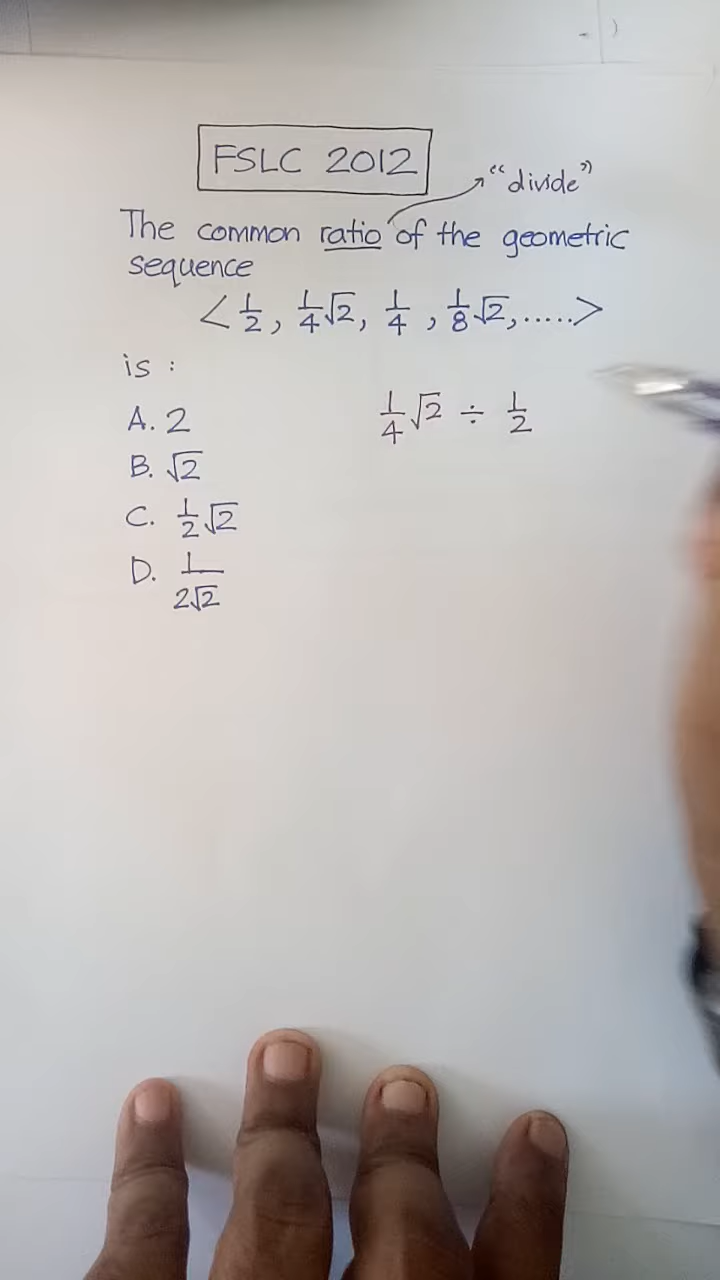 FSLC 2012
"divide"
The common ratio of the geometric
sequence
< 1/2, 1/4√2, 1/4, 1/8√2, .....>
is :
1/4√2 ÷ 1/2
A. 2
B. √2
C. 1/2√2
D. 1/2√2